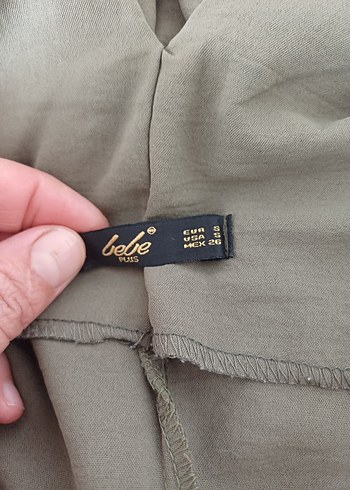 bebe
PLUS
EUR S
USA S
MEX 26